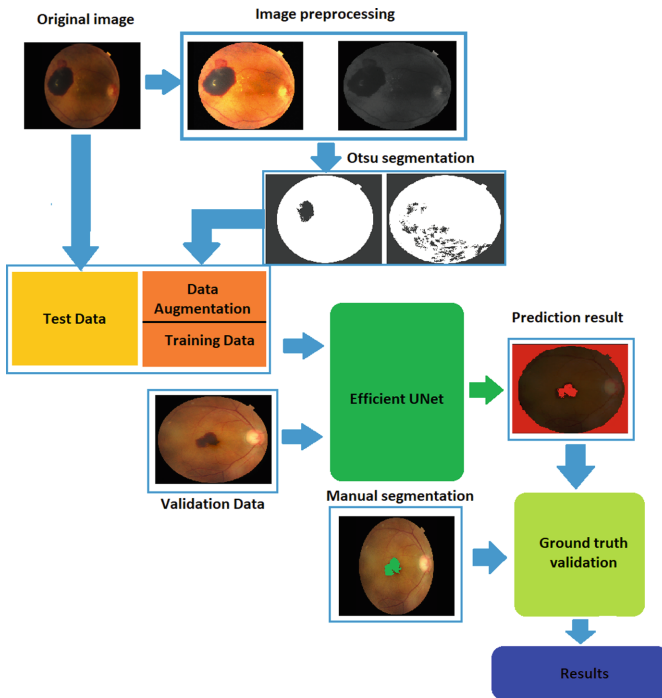 Original image
Image preprocessing
Otsu segmentation
Test Data
Data
Augmentation
Training Data
Efficient UNet
Prediction result
Validation Data
Manual segmentation
Ground truth
validation
Results